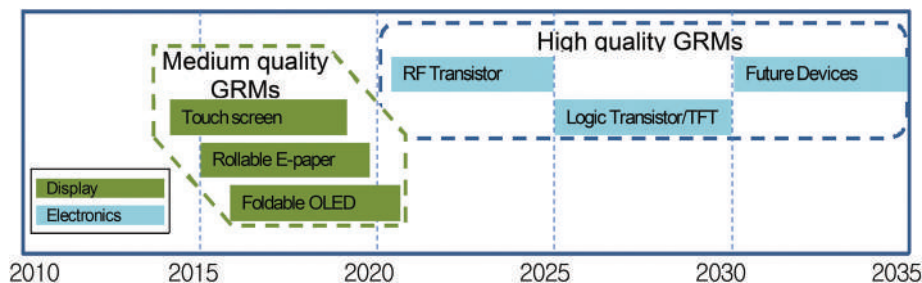 High quality GRMs
Medium quality
GRMs
RF Transistor
Future Devices
Touch screen
Logic Transistor/TFT
Rollable E-paper
Foldable OLED
Display
Electronics
2010 2015 2020 2025 2030 2035